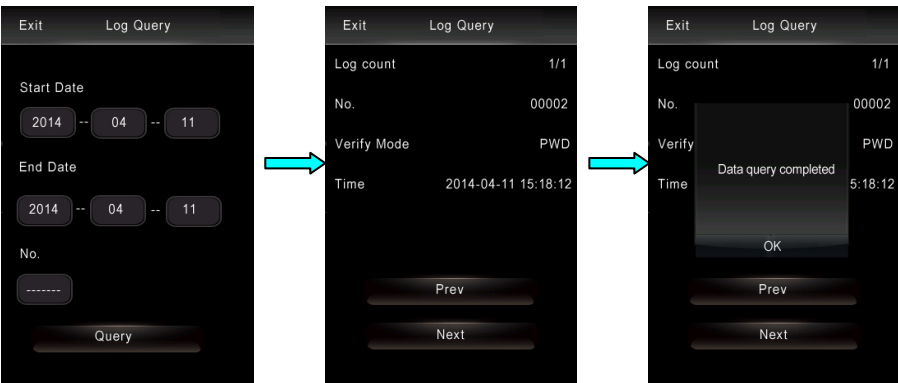 Exit Log Query
Start Date
2014 -- 04 -- 11
End Date
2014 -- 04 -- 11
No.
-------
Query
Exit Log Query
Log count 1/1
No. 00002
Verify Mode PWD
Time 2014-04-11 15:18:12
Prev
Next
Exit Log Query
Log count 1/1
No. 00002
Verify PWD
Data query completed
Time 5:18:12
OK
Prev
Next